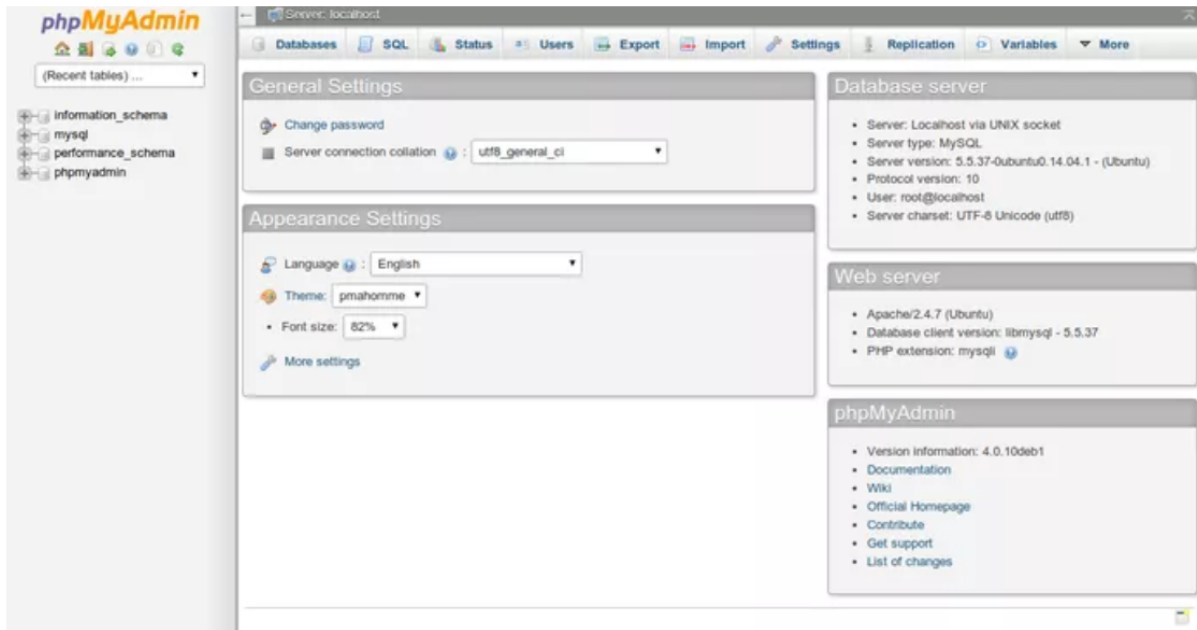 phpMyAdmin
(Recent tables) ...
information_schema
mysql
performance_schema
phpmyadmin
Server: localhost
Databases SQL Status Users Export Import Settings Replication Variables More
General Settings
Change password
Server connection collation : utf8_general_ci
Appearance Settings
Language : English
Theme: pmahomme
Font size: 82%
More settings
Database server
Server: Localhost via UNIX socket
Server type: MySQL
Server version: 5.5.37-0ubuntu0.14.04.1 - (Ubuntu)
Protocol version: 10
User: root@localhost
Server charset: UTF-8 Unicode (utf8)
Web server
Apache/2.4.7 (Ubuntu)
Database client version: libmysql - 5.5.37
PHP extension: mysqli
phpMyAdmin
Version information: 4.0.10deb1
Documentation
Wiki
Official Homepage
Contribute
Get support
List of changes